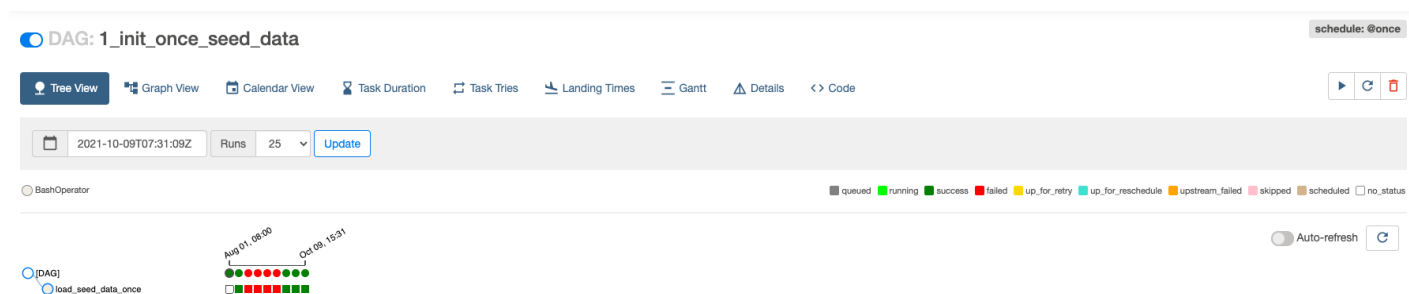 DAG: 1_init_once_seed_data
schedule: @once
Tree View Graph View Calendar View Task Duration Task Tries Landing Times Gantt Details <> Code
2021-10-09T07:31:09Z Runs 25 Update
BashOperator queued running success failed up_for_retry up_for_reschedule upstream_failed skipped scheduled no_status
Aug 01, 08:00 Oct 09, 15:31
Auto-refresh
[DAG]
load_seed_data_once